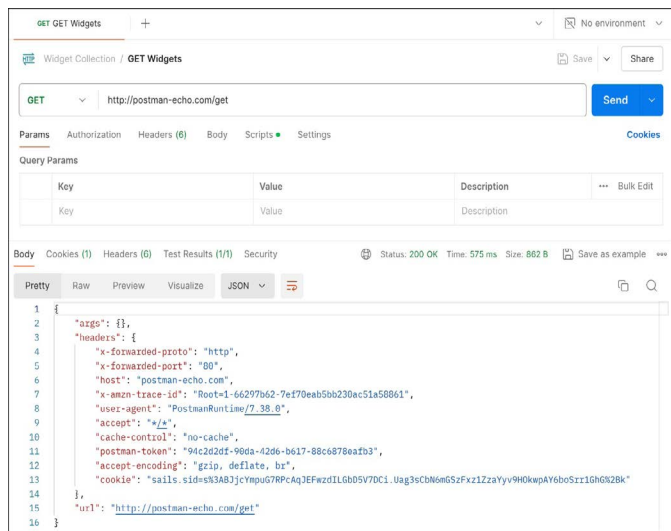 GET GET Widgets + No environment
HTTP Widget Collection / GET Widgets Save Share
GET http://postman-echo.com/get Send
Params Authorization Headers (6) Body Scripts Settings Cookies
Query Params
Key Value Description ••• Bulk Edit
Key Value Description
Body Cookies (1) Headers (6) Test Results (1/1) Security Status: 200 OK Time: 575 ms Size: 862 B Save as example •••
Pretty Raw Preview Visualize JSON
1 {
2 "args": {},
3 "headers": {
4 "x-forwarded-proto": "http",
5 "x-forwarded-port": "80",
6 "host": "postman-echo.com",
7 "x-amzn-trace-id": "Root=1-66297b62-7ef70eab5bb230ac51a58861",
8 "user-agent": "PostmanRuntime/7.38.0",
9 "accept": "*/*",
10 "cache-control": "no-cache",
11 "postman-token": "94c2d2df-90da-42d6-b617-88c6878eafb3",
12 "accept-encoding": "gzip, deflate, br",
13 "cookie": "sails.sid=s%3ABJjcYmpuG7RPcAqJEFwzdILGbD5V7DCi.Uag3sCbN6mGSzFxz1ZzaYyv9HOkwpAY6boSrr1GhG%2Bk"
14 },
15 "url": "http://postman-echo.com/get"
16 }